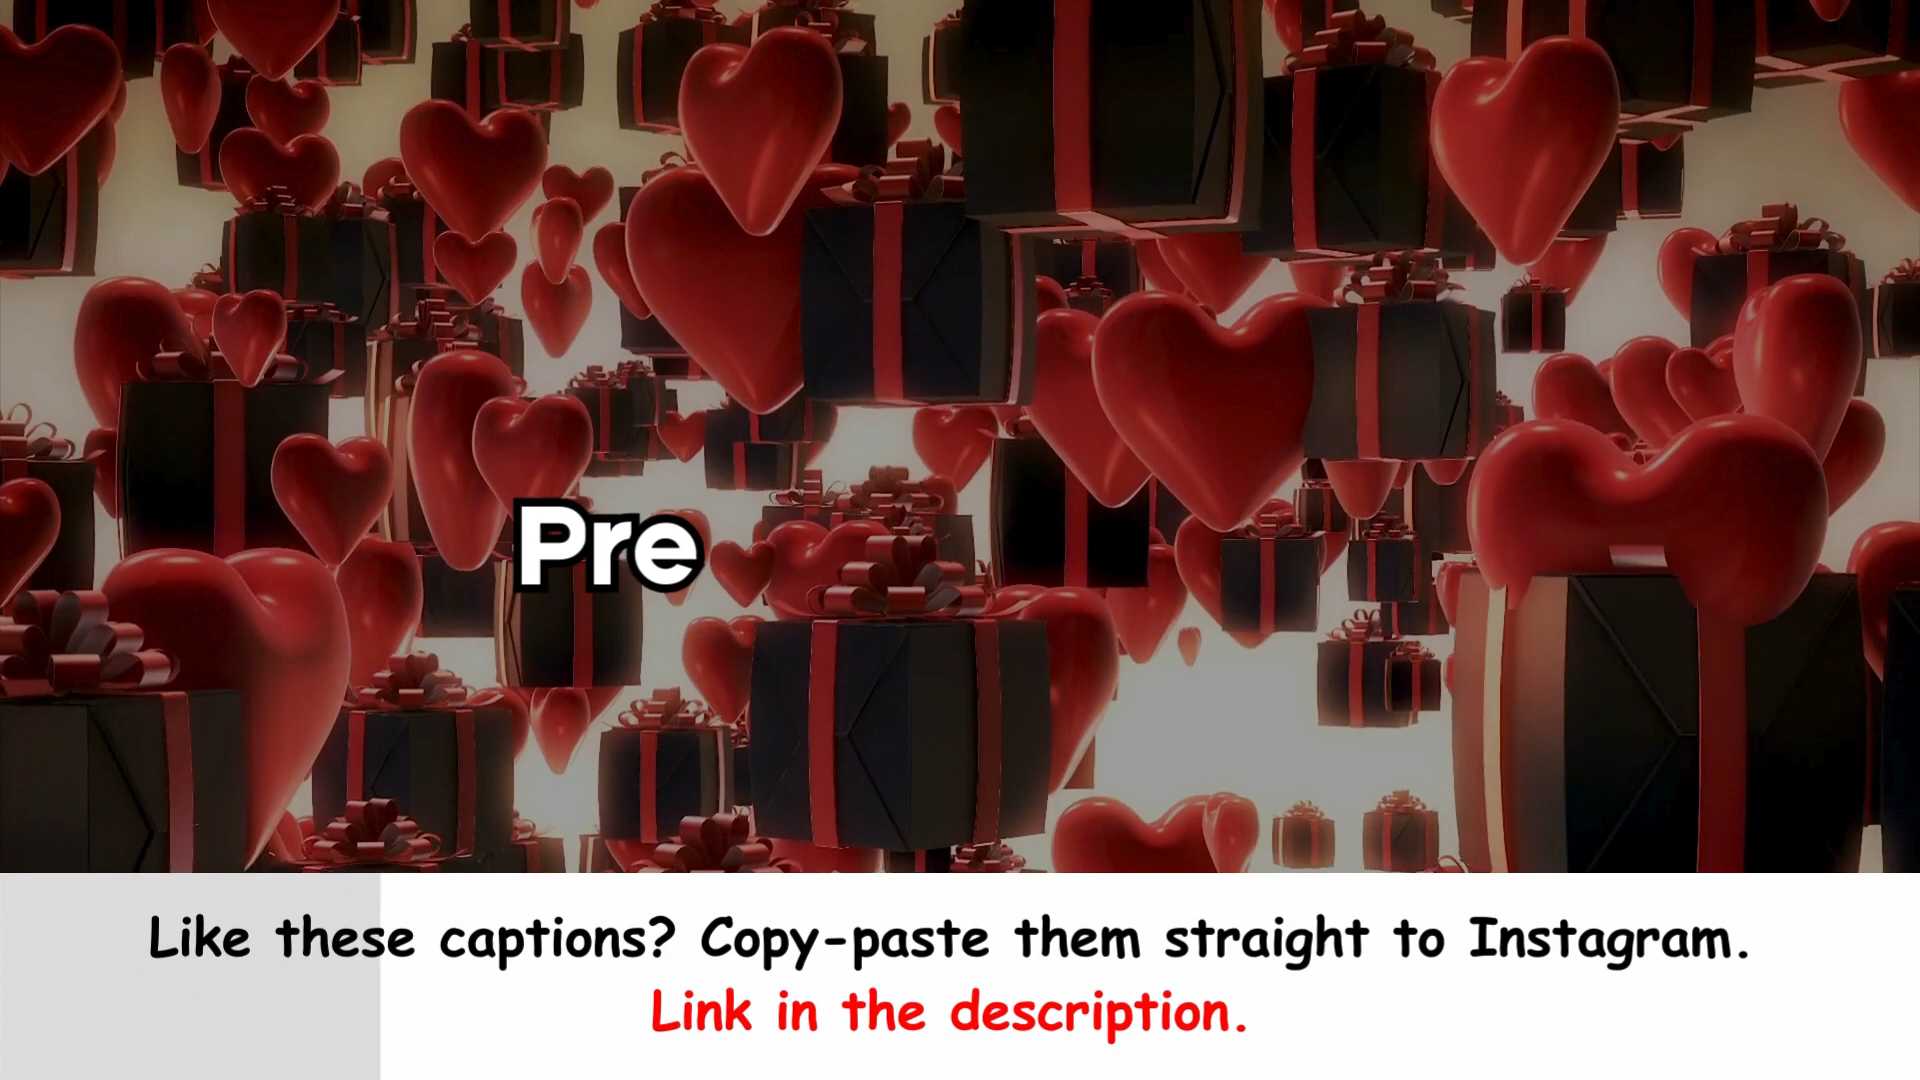 Pre
Like these captions? Copy-paste them straight to Instagram.
Link in the description.